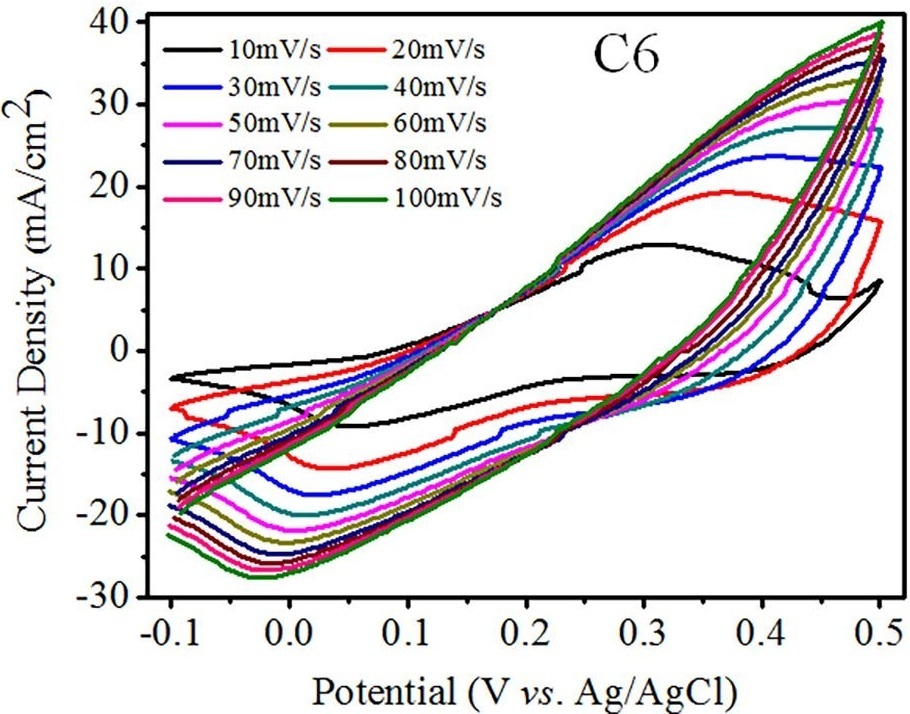 C6
10mV/s 20mV/s
30mV/s 40mV/s
50mV/s 60mV/s
70mV/s 80mV/s
90mV/s 100mV/s
Current Density (mA/cm²)
40
30
20
10
0
-10
-20
-30
-0.1 0.0 0.1 0.2 0.3 0.4 0.5
Potential (V vs. Ag/AgCl)